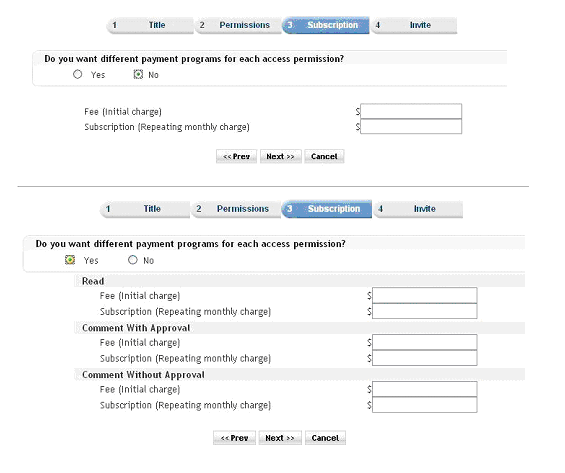 1 Title 2 Permissions 3 Subscription 4 Invite
Do you want different payment programs for each access permission?
Yes No
Fee (Initial charge) $
Subscription (Repeating monthly charge) $
<< Prev Next >> Cancel
1 Title 2 Permissions 3 Subscription 4 Invite
Do you want different payment programs for each access permission?
Yes No
Read
Fee (Initial charge) $
Subscription (Repeating monthly charge) $
Comment With Approval
Fee (Initial charge) $
Subscription (Repeating monthly charge) $
Comment Without Approval
Fee (Initial charge) $
Subscription (Repeating monthly charge) $
<< Prev Next >> Cancel